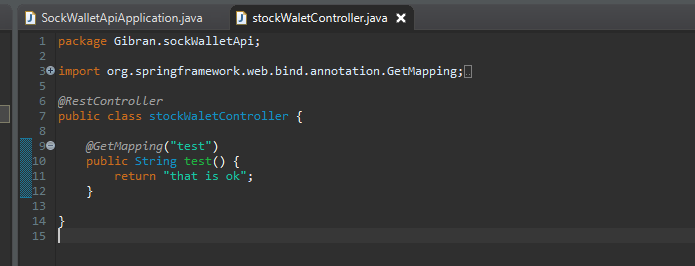 SockWalletApiApplication.java stockWaletController.java
1 package Gibran.sockWalletApi;
2
3 import org.springframework.web.bind.annotation.GetMapping;
5
6 @RestController
7 public class stockWaletController {
8
9 @GetMapping("test")
10 public String test() {
11 return "that is ok";
12 }
13
14 }
15